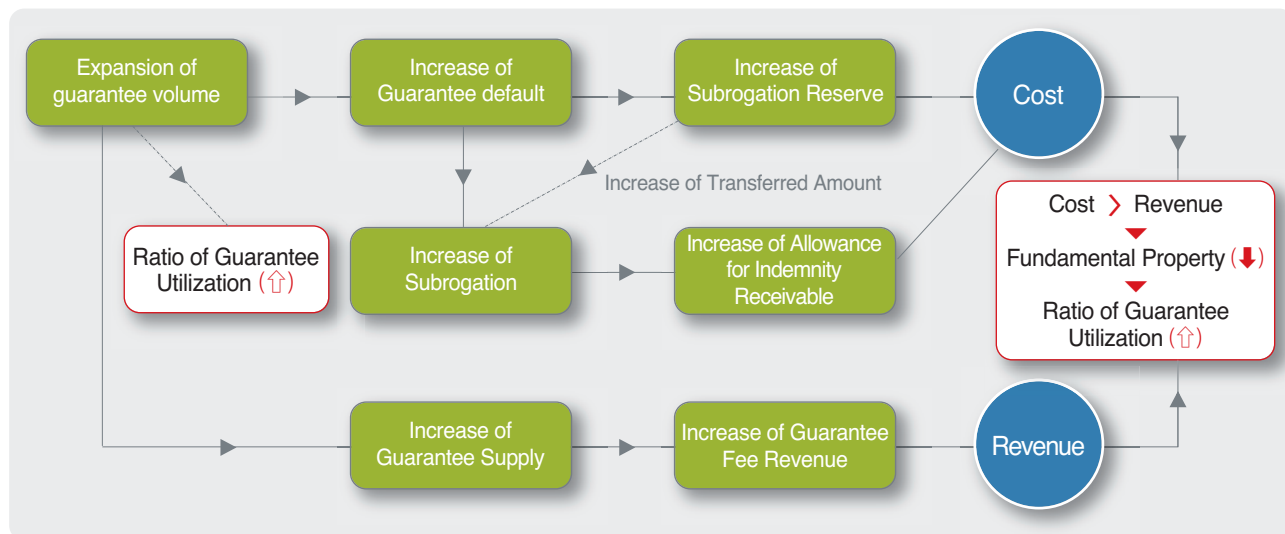 Expansion of
guarantee volume
Increase of
Guarantee default
Increase of
Subrogation Reserve
Cost
Increase of Transferred Amount
Ratio of Guarantee
Utilization (⇧)
Increase of
Subrogation
Increase of Allowance
for Indemnity
Receivable
Cost > Revenue
Fundamental Property (⬇)
Ratio of Guarantee
Utilization (⇧)
Increase of
Guarantee Supply
Increase of Guarantee
Fee Revenue
Revenue